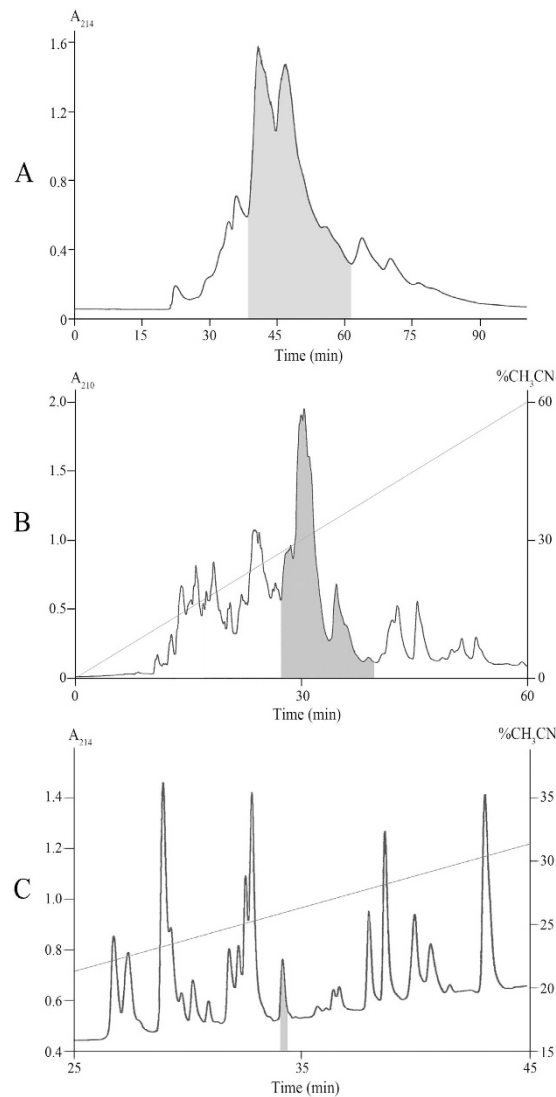 A
A₂₁₄
1.6
1.2
0.8
0.4
0
0 15 30 45 60 75 90
Time (min)
B
A₂₁₀ %CH₃CN
2.0 60
1.5
1.0 30
0.5
0 0
0 30 60
Time (min)
C
A₂₁₄ %CH₃CN
1.4 35
1.2 30
1.0
0.8 25
0.6 20
0.4 15
25 35 45
Time (min)